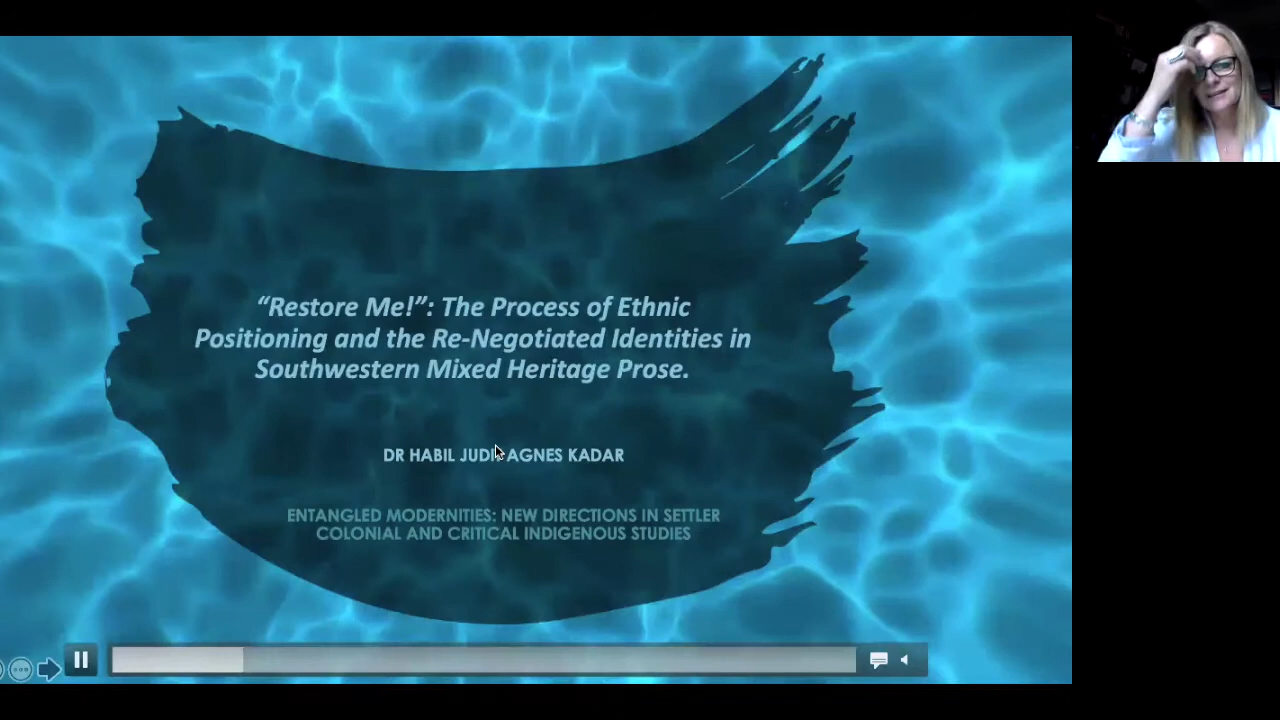 “Restore Me!”: The Process of Ethnic
Positioning and the Re-Negotiated Identities in
Southwestern Mixed Heritage Prose.
DR HABIL AGNES KADAR
ENTANGLED MODERNITIES: NEW DIRECTIONS IN SETTLER
COLONIAL AND CRITICAL INDIGENOUS STUDIES